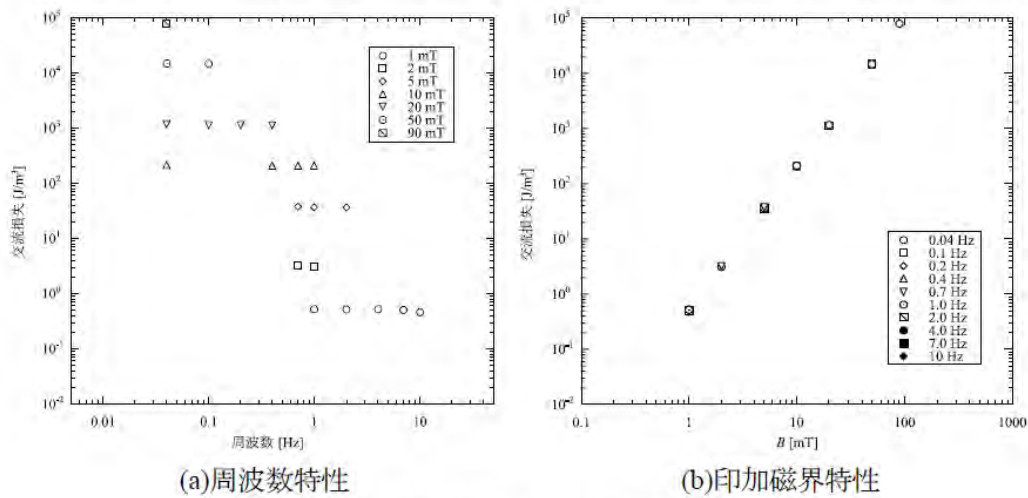 10⁵
10⁴
10³
10²
10¹
10⁰
10⁻¹
10⁻²
交流損失 [J/m³]
1 mT
2 mT
5 mT
10 mT
20 mT
50 mT
90 mT
0.01
0.1
1
10
周波数 [Hz]
(a)周波数特性
10⁵
10⁴
10³
10²
10¹
10⁰
10⁻¹
10⁻²
交流損失 [J/m³]
0.04 Hz
0.1 Hz
0.2 Hz
0.4 Hz
0.7 Hz
1.0 Hz
2.0 Hz
4.0 Hz
7.0 Hz
10 Hz
0.1
1
10
100
1000
B [mT]
(b)印加磁界特性